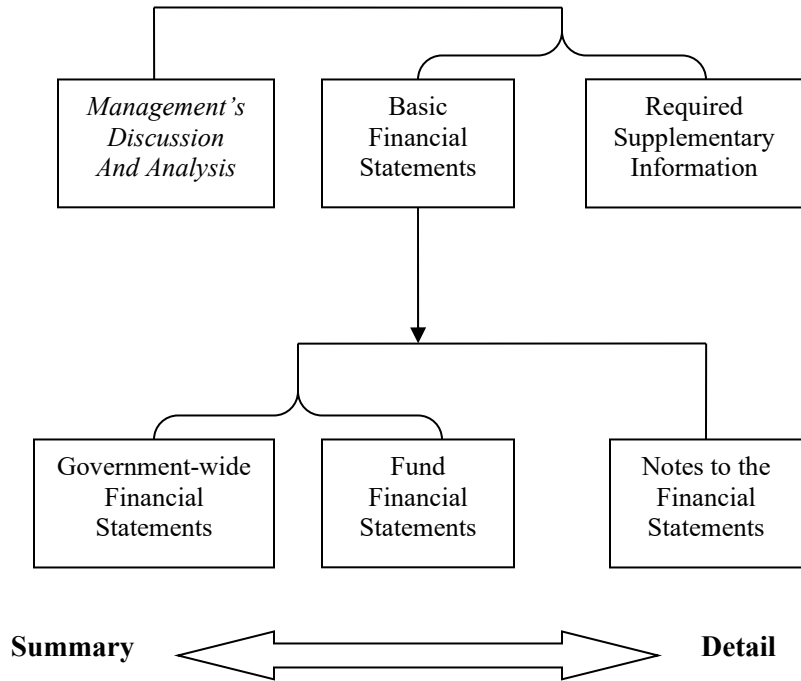 Management’s
Discussion
And Analysis
Basic
Financial
Statements
Required
Supplementary
Information
Government-wide
Financial
Statements
Fund
Financial
Statements
Notes to the
Financial
Statements
Summary
Detail